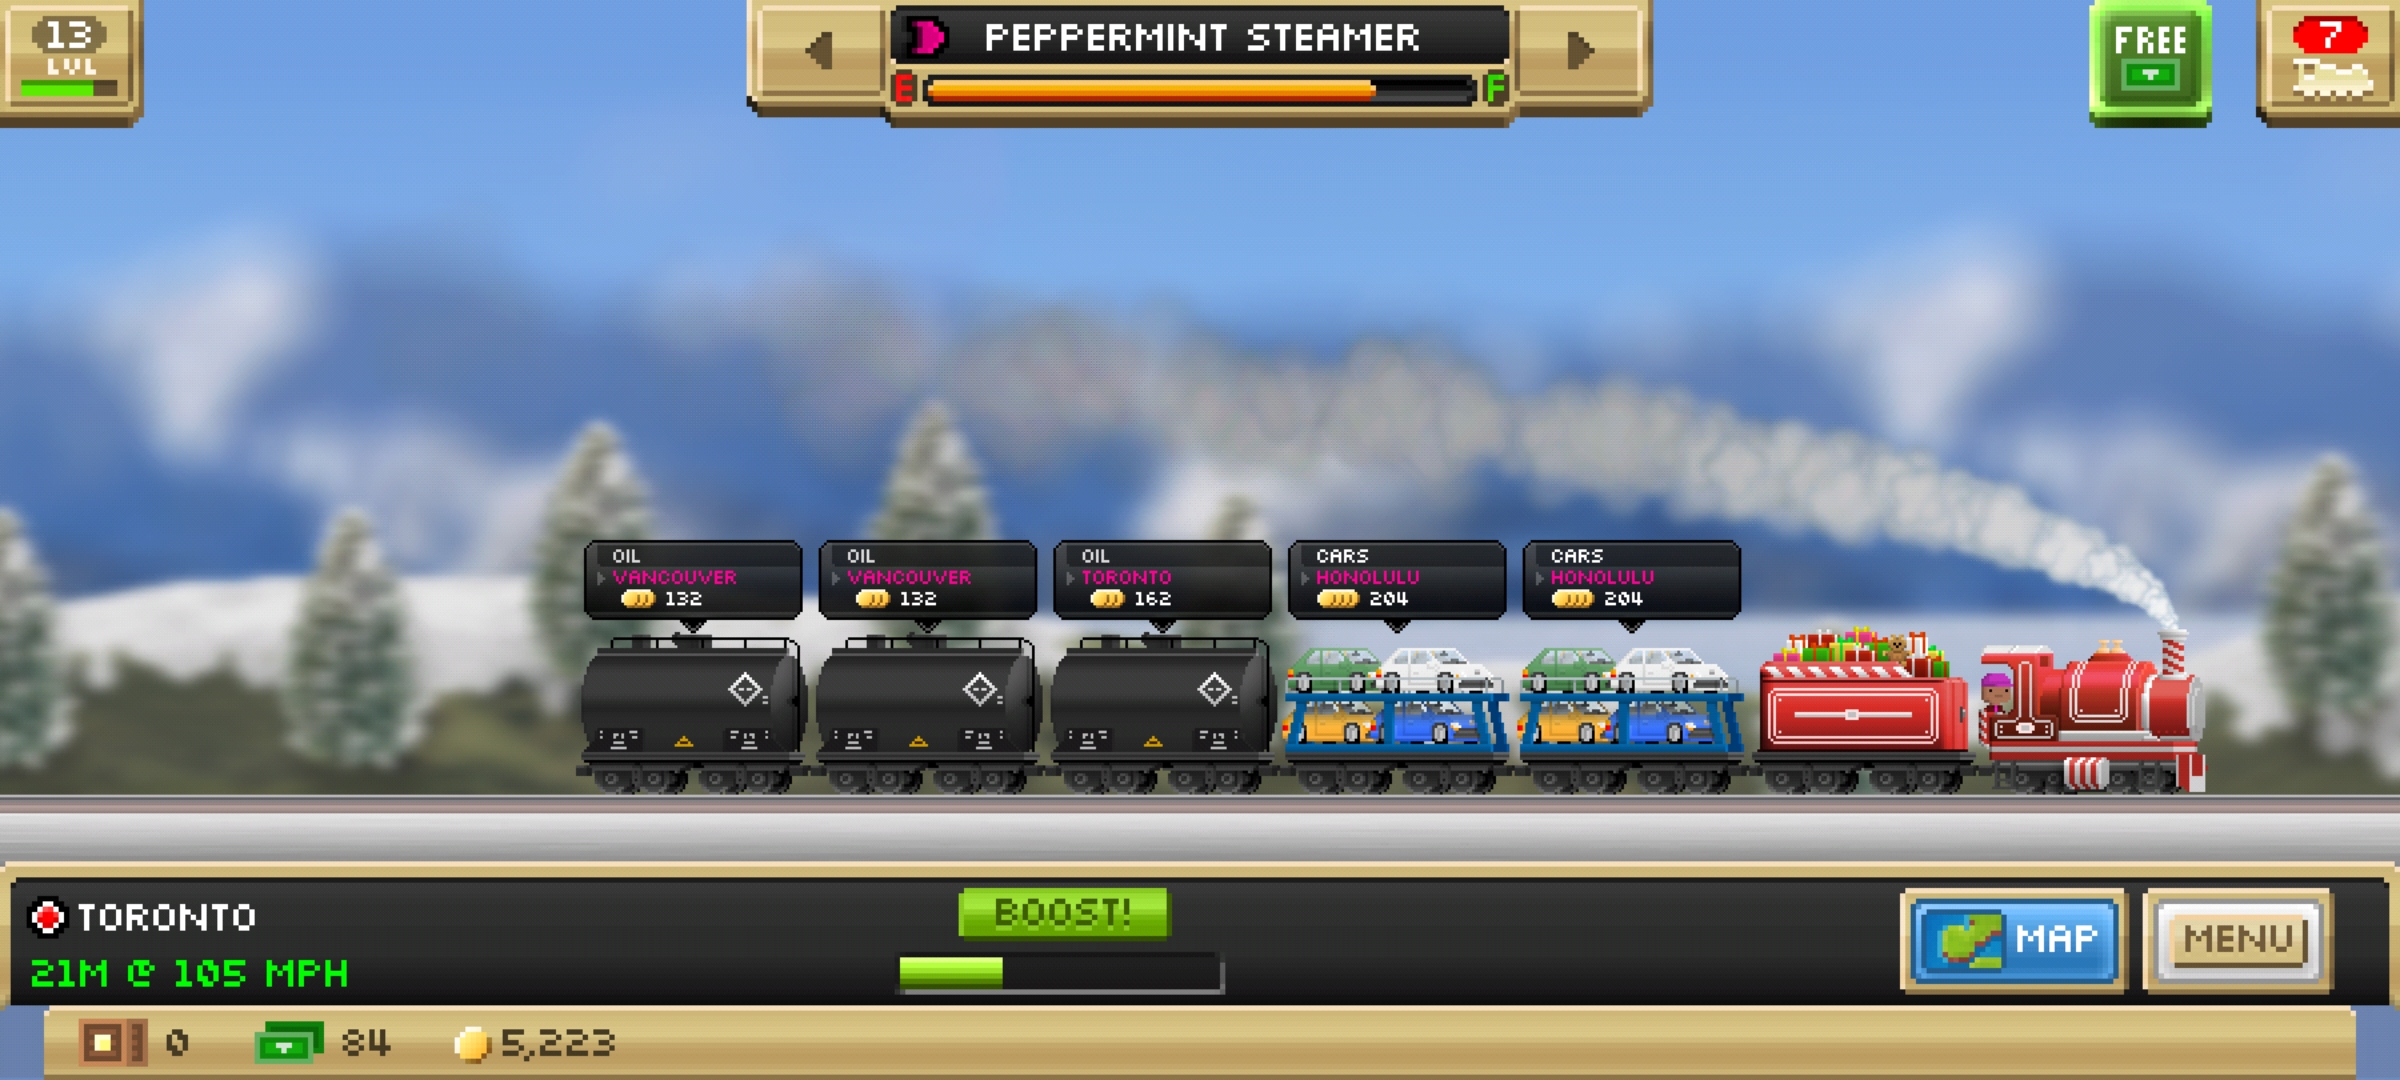 13
LVL
PEPPERMINT STEAMER
E F
FREE
7
OIL
VANCOUVER
132
OIL
VANCOUVER
132
OIL
TORONTO
162
CARS
HONOLULU
204
CARS
HONOLULU
204
TORONTO
21M @ 105 MPH
BOOST!
MAP
MENU
0
84
5,223